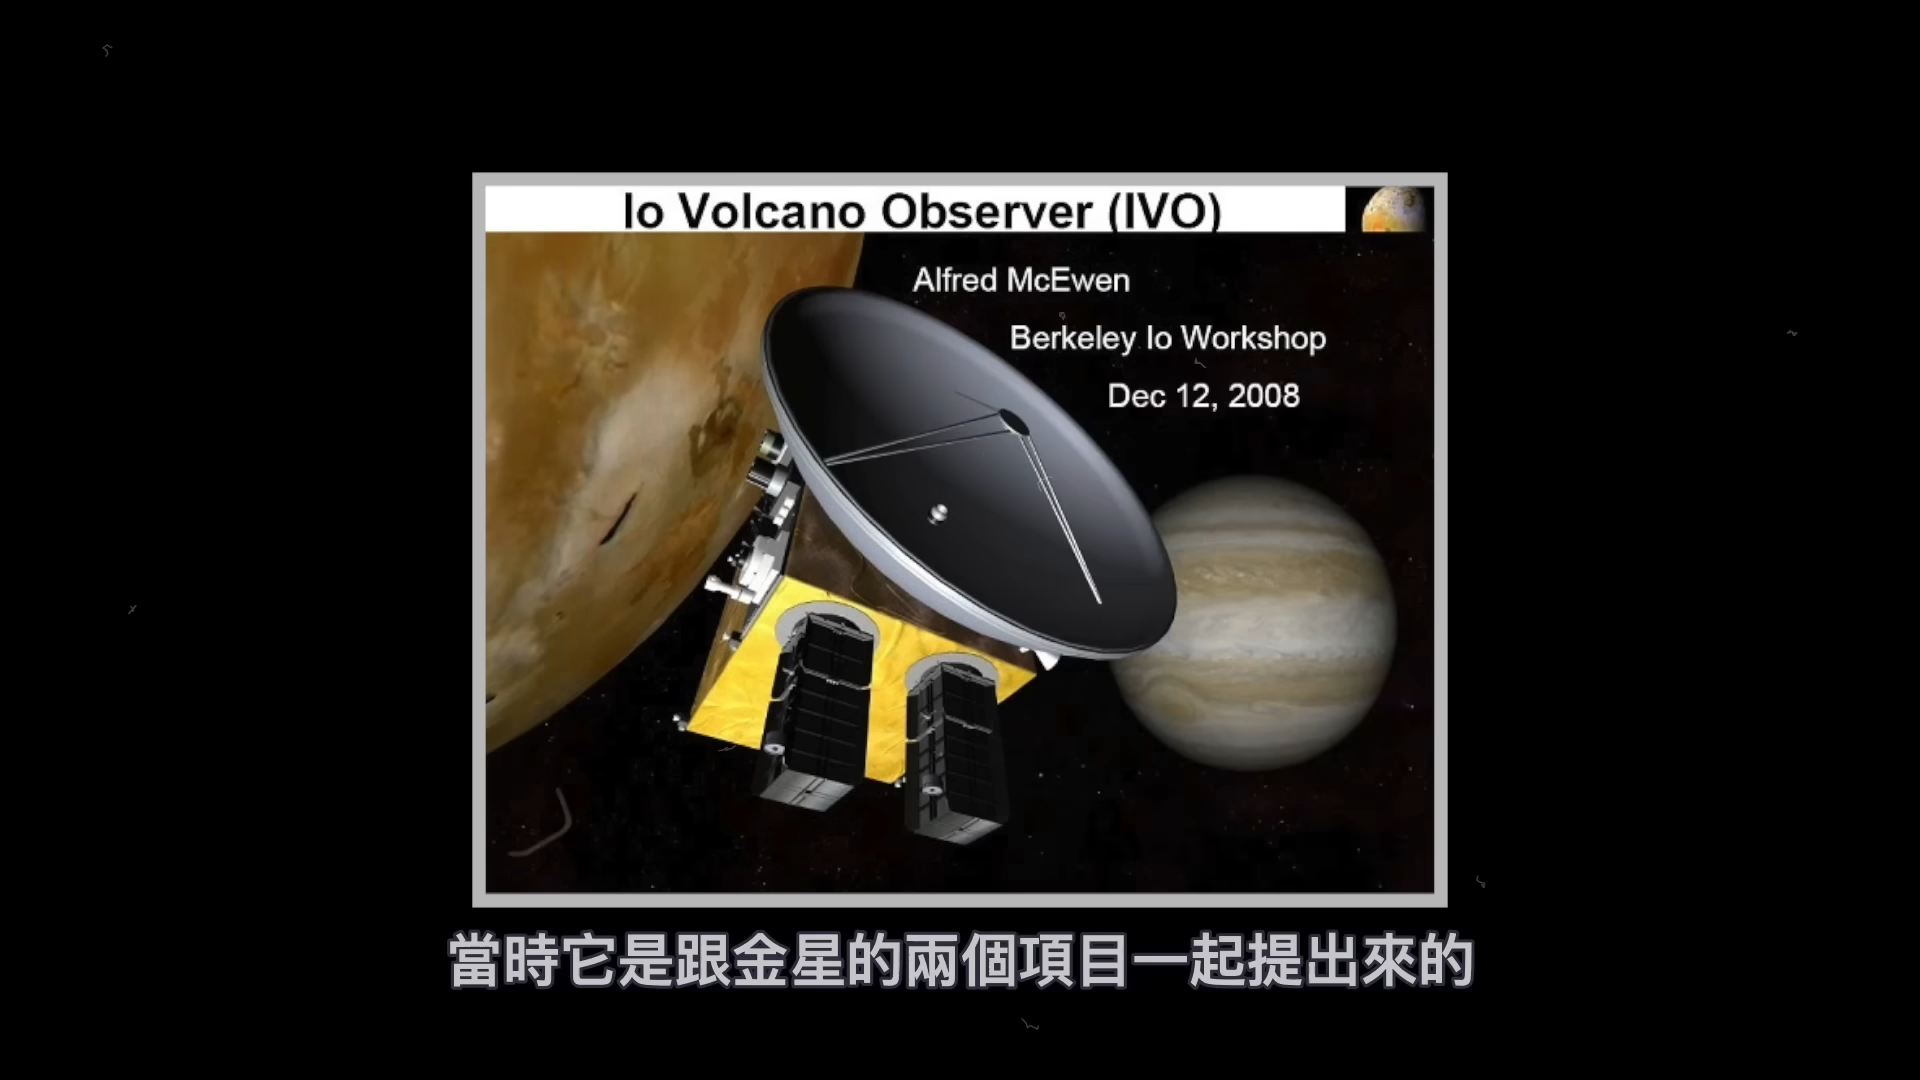 Io Volcano Observer (IVO)
Alfred McEwen
Berkeley Io Workshop
Dec 12, 2008
當時它是跟金星的兩個項目一起提出來的